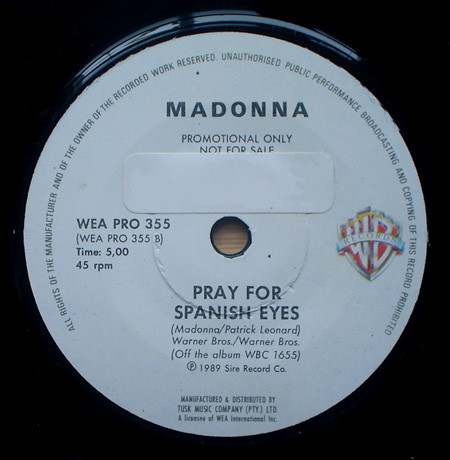 ALL RIGHTS OF THE MANUFACTURER AND OF THE OWNER OF THE RECORDED WORK RESERVED. UNAUTHORISED PUBLIC PERFORMANCE BROADCASTING AND COPYING OF THIS RECORD PROHIBITED
MADONNA
PROMOTIONAL ONLY
NOT FOR SALE
WEA PRO 355
(WEA PRO 355 B)
Time: 5,00
45 rpm
RECORDS
PRAY FOR
SPANISH EYES
(Madonna/Patrick Leonard)
Warner Bros./Warner Bros.
(Off the album WBC 1655)
℗ 1989 Sire Record Co.
MANUFACTURED & DISTRIBUTED BY
TUSK MUSIC COMPANY (PTY.) LTD
A licensee of WEA International Inc.